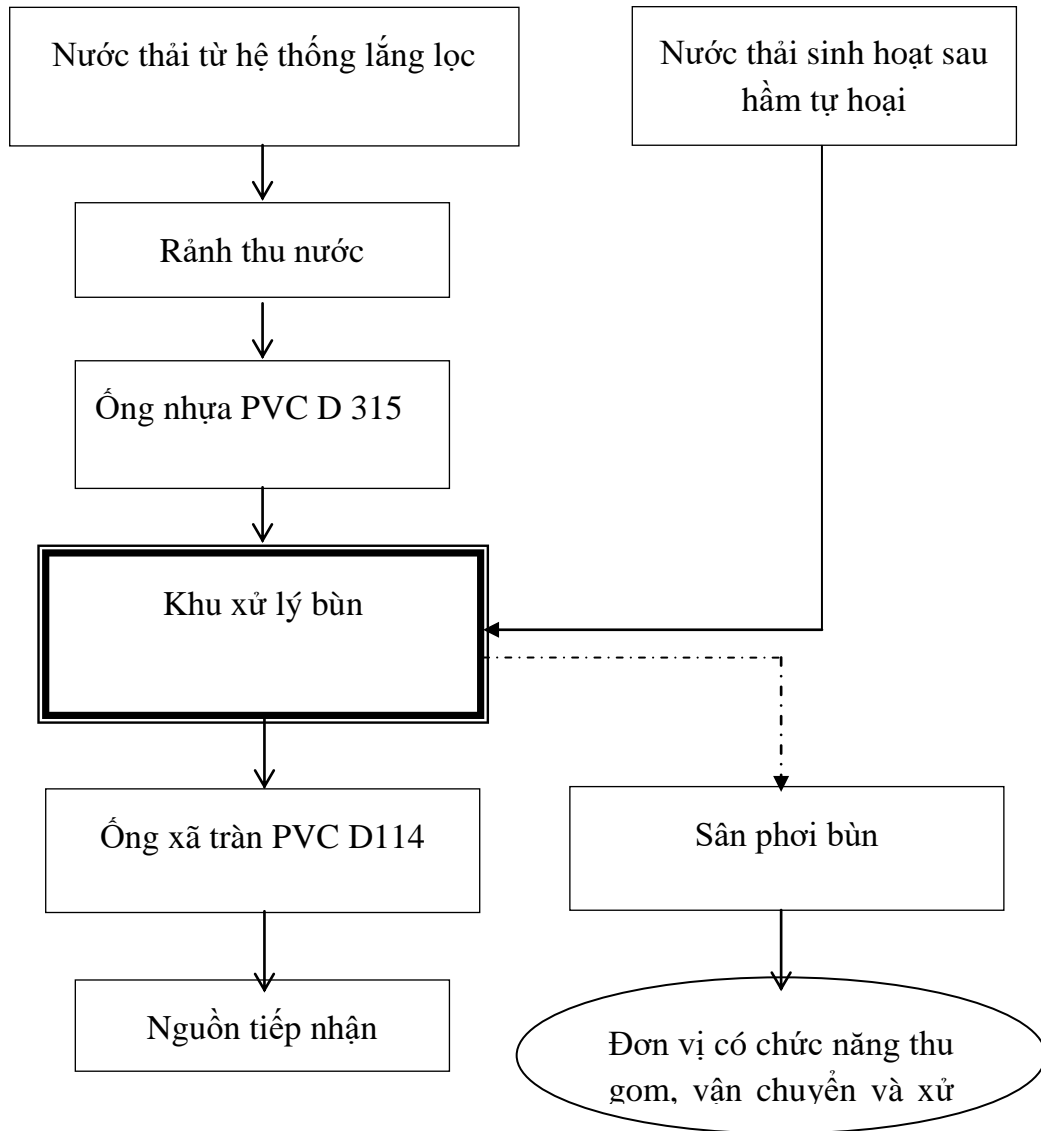 Nước thải từ hệ thống lắng lọc
Nước thải sinh hoạt sau
hầm tự hoại
Rảnh thu nước
Ống nhựa PVC D 315
Khu xử lý bùn
Ống xã tràn PVC D114
Sân phơi bùn
Nguồn tiếp nhận
Đơn vị có chức năng thu
gom, vận chuyển và xử